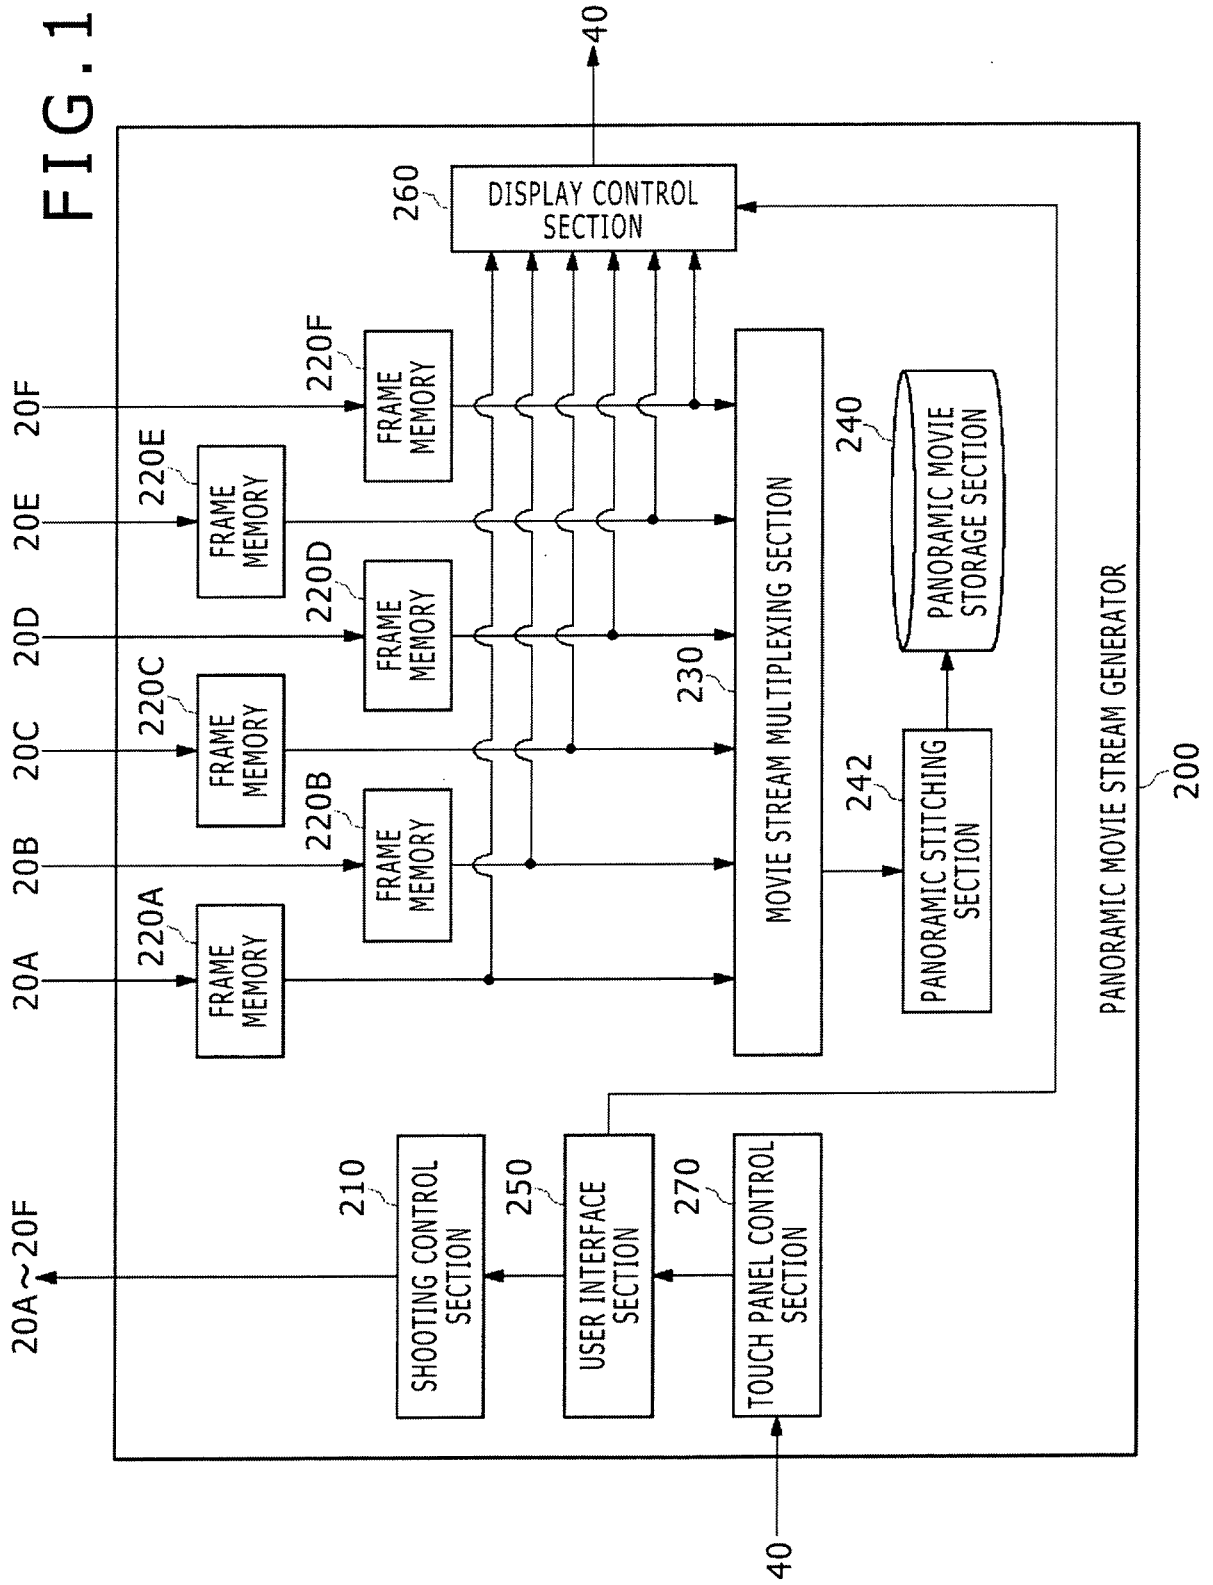 FIG. 1
20A~20F
20A
20B
20C
20D
20E
20F
220A
FRAME
MEMORY
220C
FRAME
MEMORY
220E
FRAME
MEMORY
220B
FRAME
MEMORY
220D
FRAME
MEMORY
220F
FRAME
MEMORY
210
SHOOTING CONTROL
SECTION
260
DISPLAY CONTROL
SECTION
40
250
USER INTERFACE
SECTION
230
MOVIE STREAM MULTIPLEXING SECTION
270
TOUCH PANEL CONTROL
SECTION
40
242
PANORAMIC STITCHING
SECTION
240
PANORAMIC MOVIE
STORAGE SECTION
PANORAMIC MOVIE STREAM GENERATOR
200